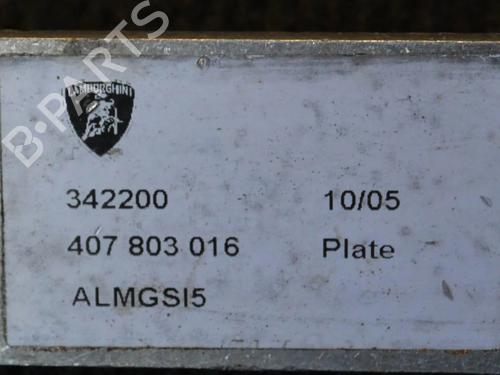 LAMBORGHINI
B-PARTS
342200 10/05
407 803 016 Plate
ALMGSI5